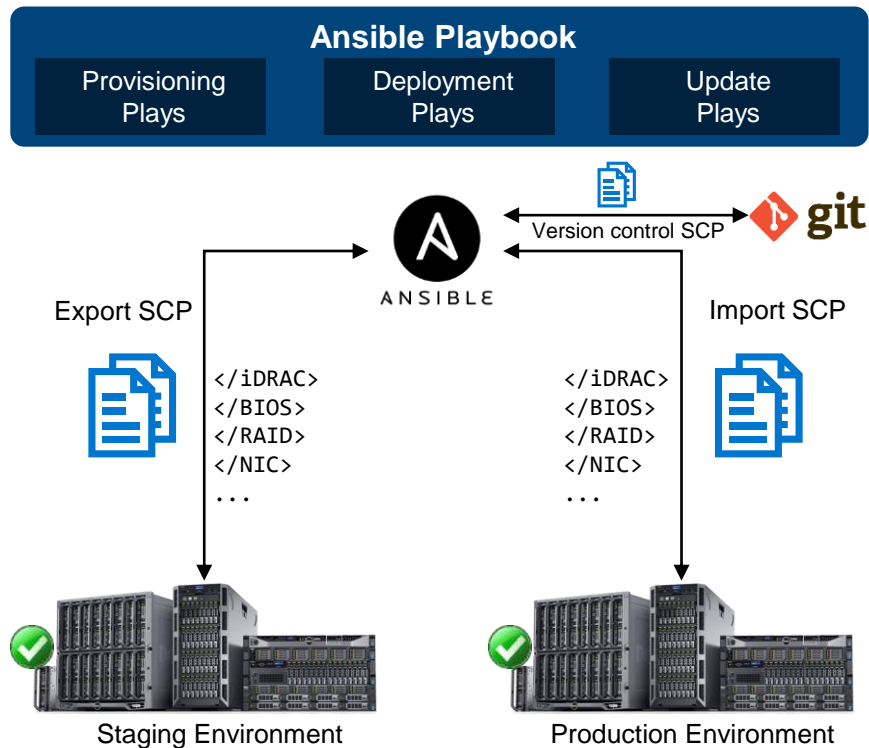 Ansible Playbook
Provisioning
Plays
Deployment
Plays
Update
Plays
A
ANSIBLE
Version control SCP
git
Export SCP
Import SCP
</iDRAC>
</BIOS>
</RAID>
</NIC>
...
</iDRAC>
</BIOS>
</RAID>
</NIC>
...
Staging Environment
Production Environment